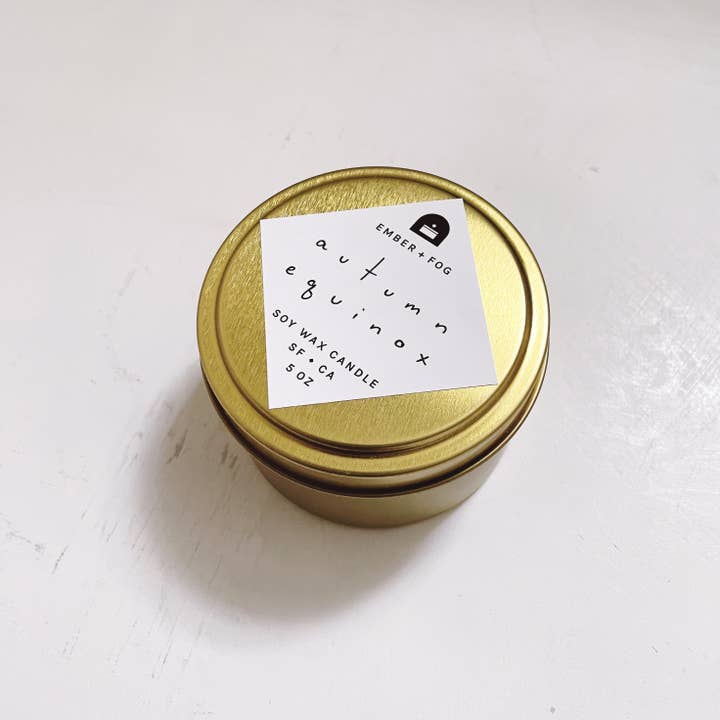 EMBER + FOG
autumn
equinox
SOY WAX CANDLE
SF • CA
5 OZ